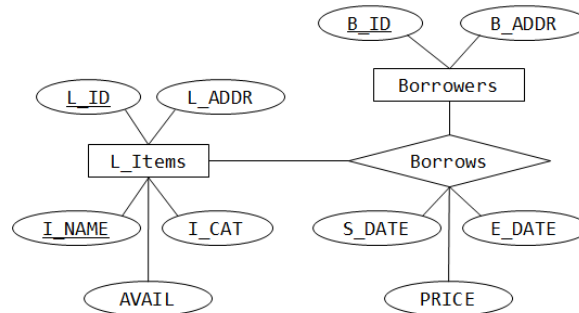 B_ID
B_ADDR
Borrowers
L_ID
L_ADDR
L_Items
Borrows
I_NAME
I_CAT
S_DATE
E_DATE
AVAIL
PRICE